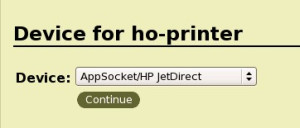 Device for ho-printer
Device: AppSocket/HP JetDirect
Continue